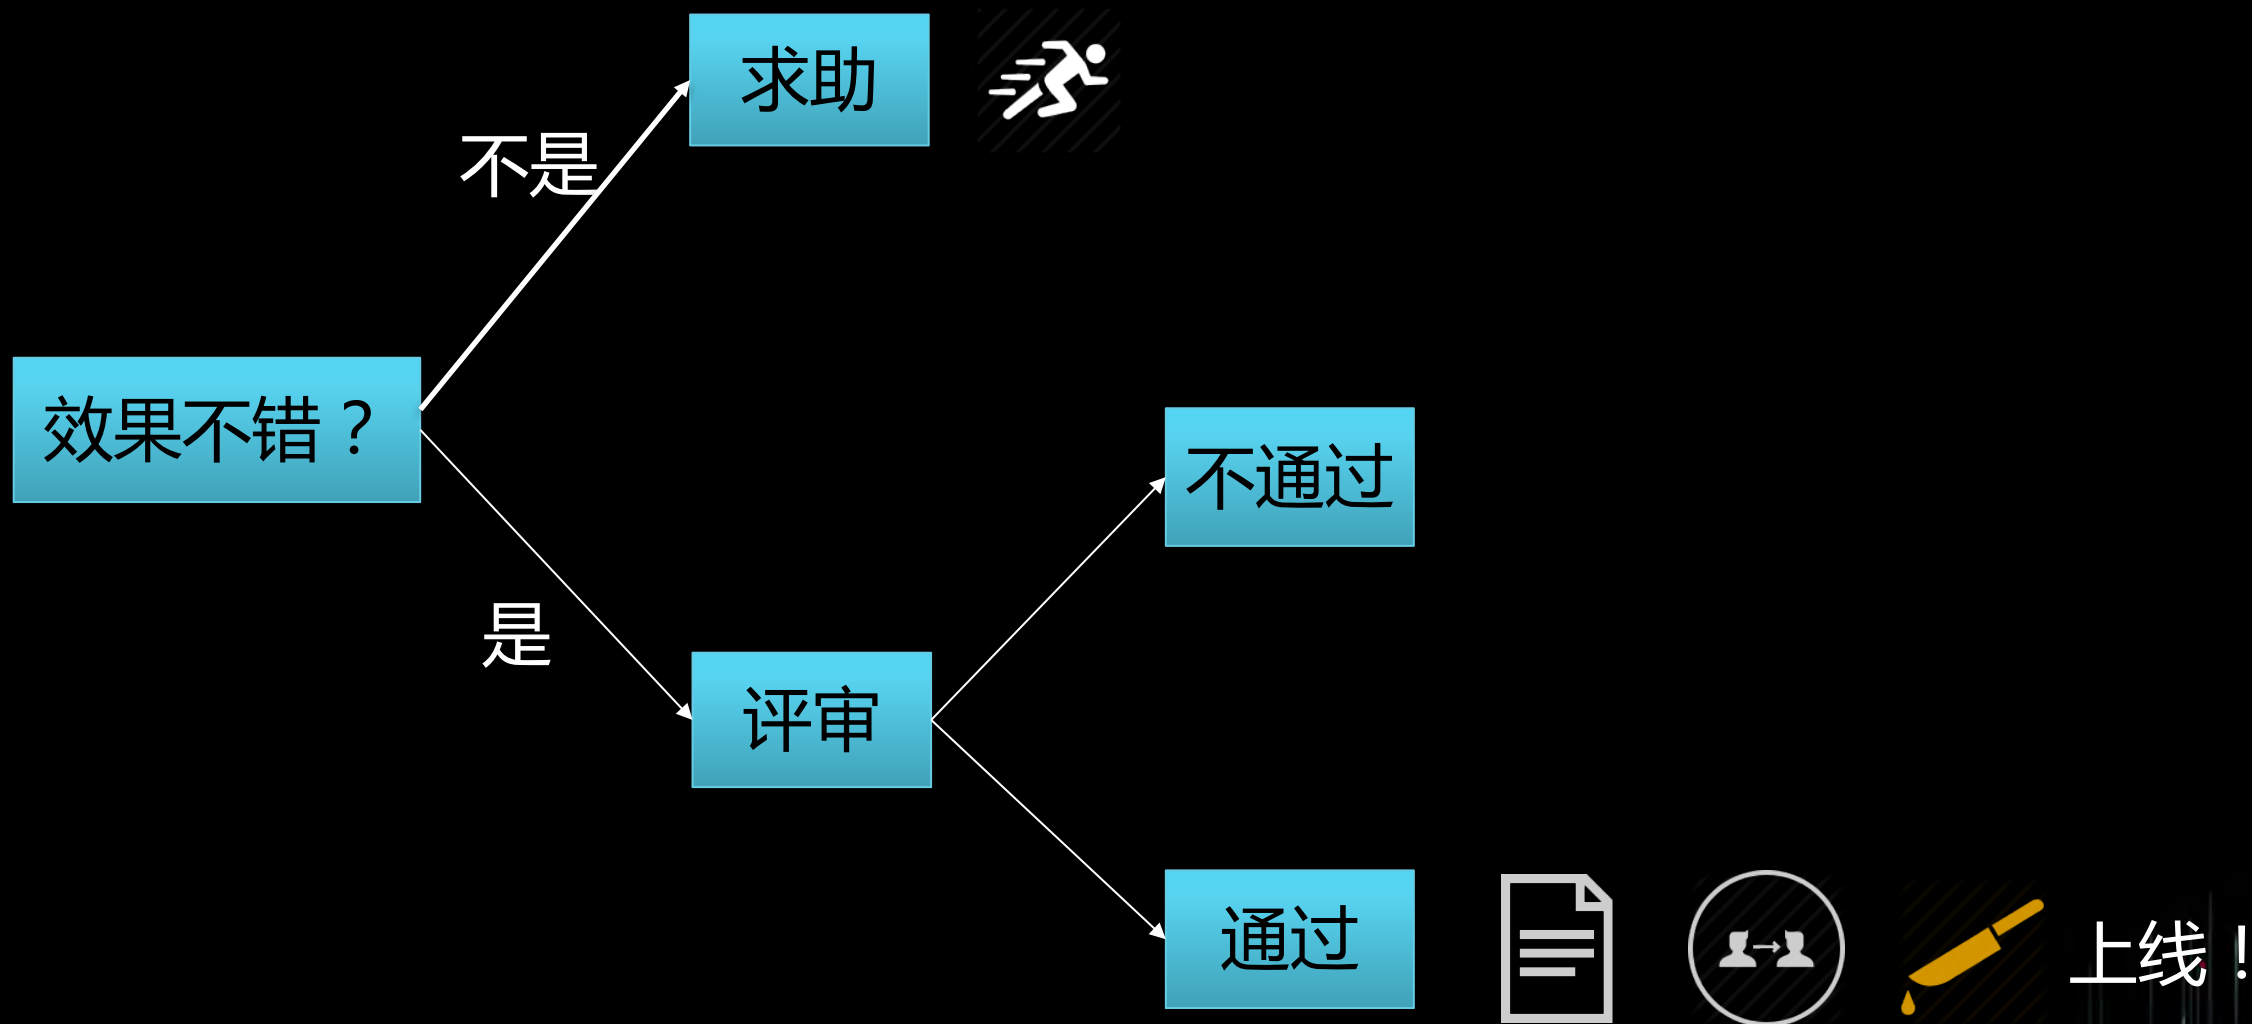 求助
不是
效果不错？
不通过
是
评审
通过
上线！